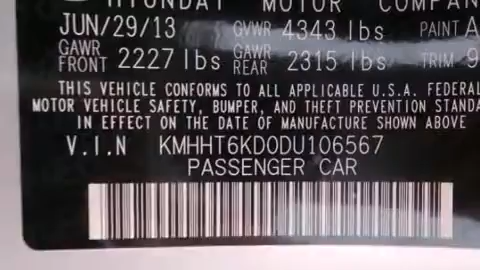 HYUNDAI MOTOR COMPAN
JUN/29/13 GVWR 4343 lbs PAINT A
GAWR FRONT 2227 lbs GAWR REAR 2315 lbs TRIM 9
THIS VEHICLE CONFORMS TO ALL APPLICABLE U.S.A. FEDERAL
MOTOR VEHICLE SAFETY, BUMPER, AND THEFT PREVENTION STANDA
IN EFFECT ON THE DATE OF MANUFACTURE SHOWN ABOVE
V.I.N KMHHT6KD0DU106567
PASSENGER CAR